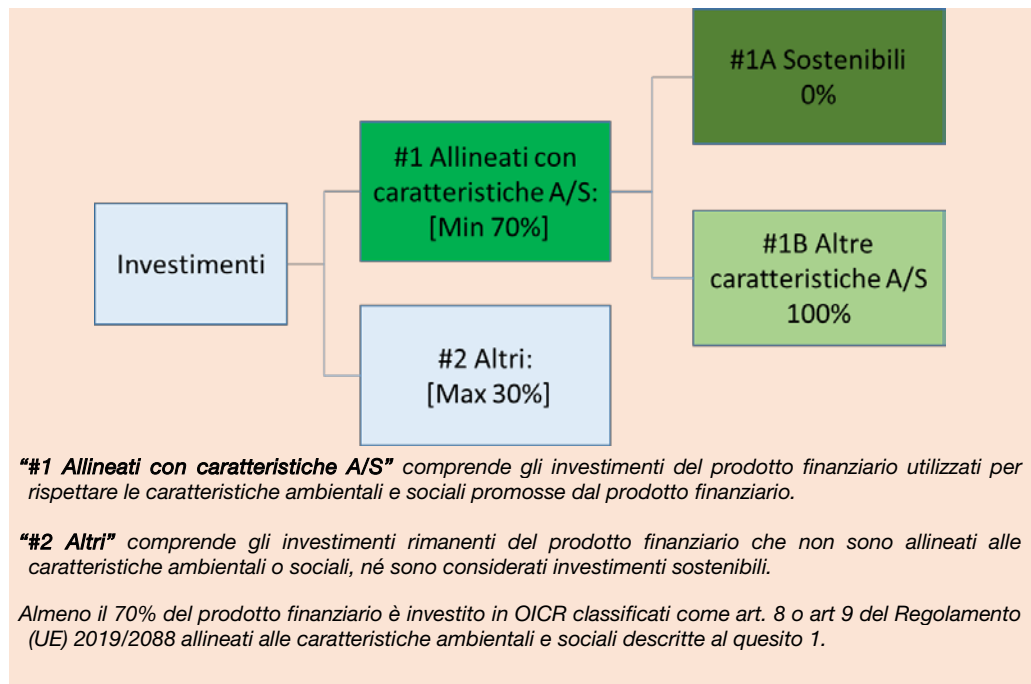 #1A Sostenibili
0%
#1 Allineati con
caratteristiche A/S:
[Min 70%]
Investimenti
#1B Altre
caratteristiche A/S
100%
#2 Altri:
[Max 30%]
“#1 Allineati con caratteristiche A/S” comprende gli investimenti del prodotto finanziario utilizzati per
rispettare le caratteristiche ambientali e sociali promosse dal prodotto finanziario.
“#2 Altri” comprende gli investimenti rimanenti del prodotto finanziario che non sono allineati alle
caratteristiche ambientali o sociali, né sono considerati investimenti sostenibili.
Almeno il 70% del prodotto finanziario è investito in OICR classificati come art. 8 o art 9 del Regolamento
(UE) 2019/2088 allineati alle caratteristiche ambientali e sociali descritte al quesito 1.